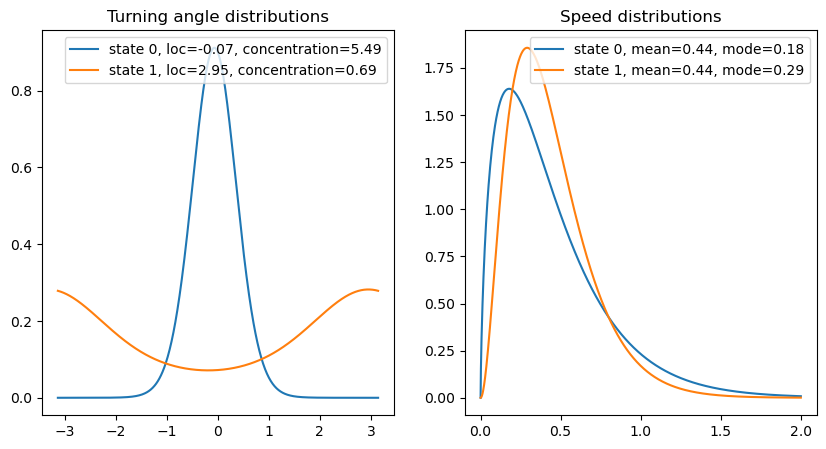 Turning angle distributions
state 0, loc=-0.07, concentration=5.49
state 1, loc=2.95, concentration=0.69
0.8
0.6
0.4
0.2
0.0
−3 −2 −1 0 1 2 3
Speed distributions
state 0, mean=0.44, mode=0.18
state 1, mean=0.44, mode=0.29
1.75
1.50
1.25
1.00
0.75
0.50
0.25
0.00
0.0 0.5 1.0 1.5 2.0